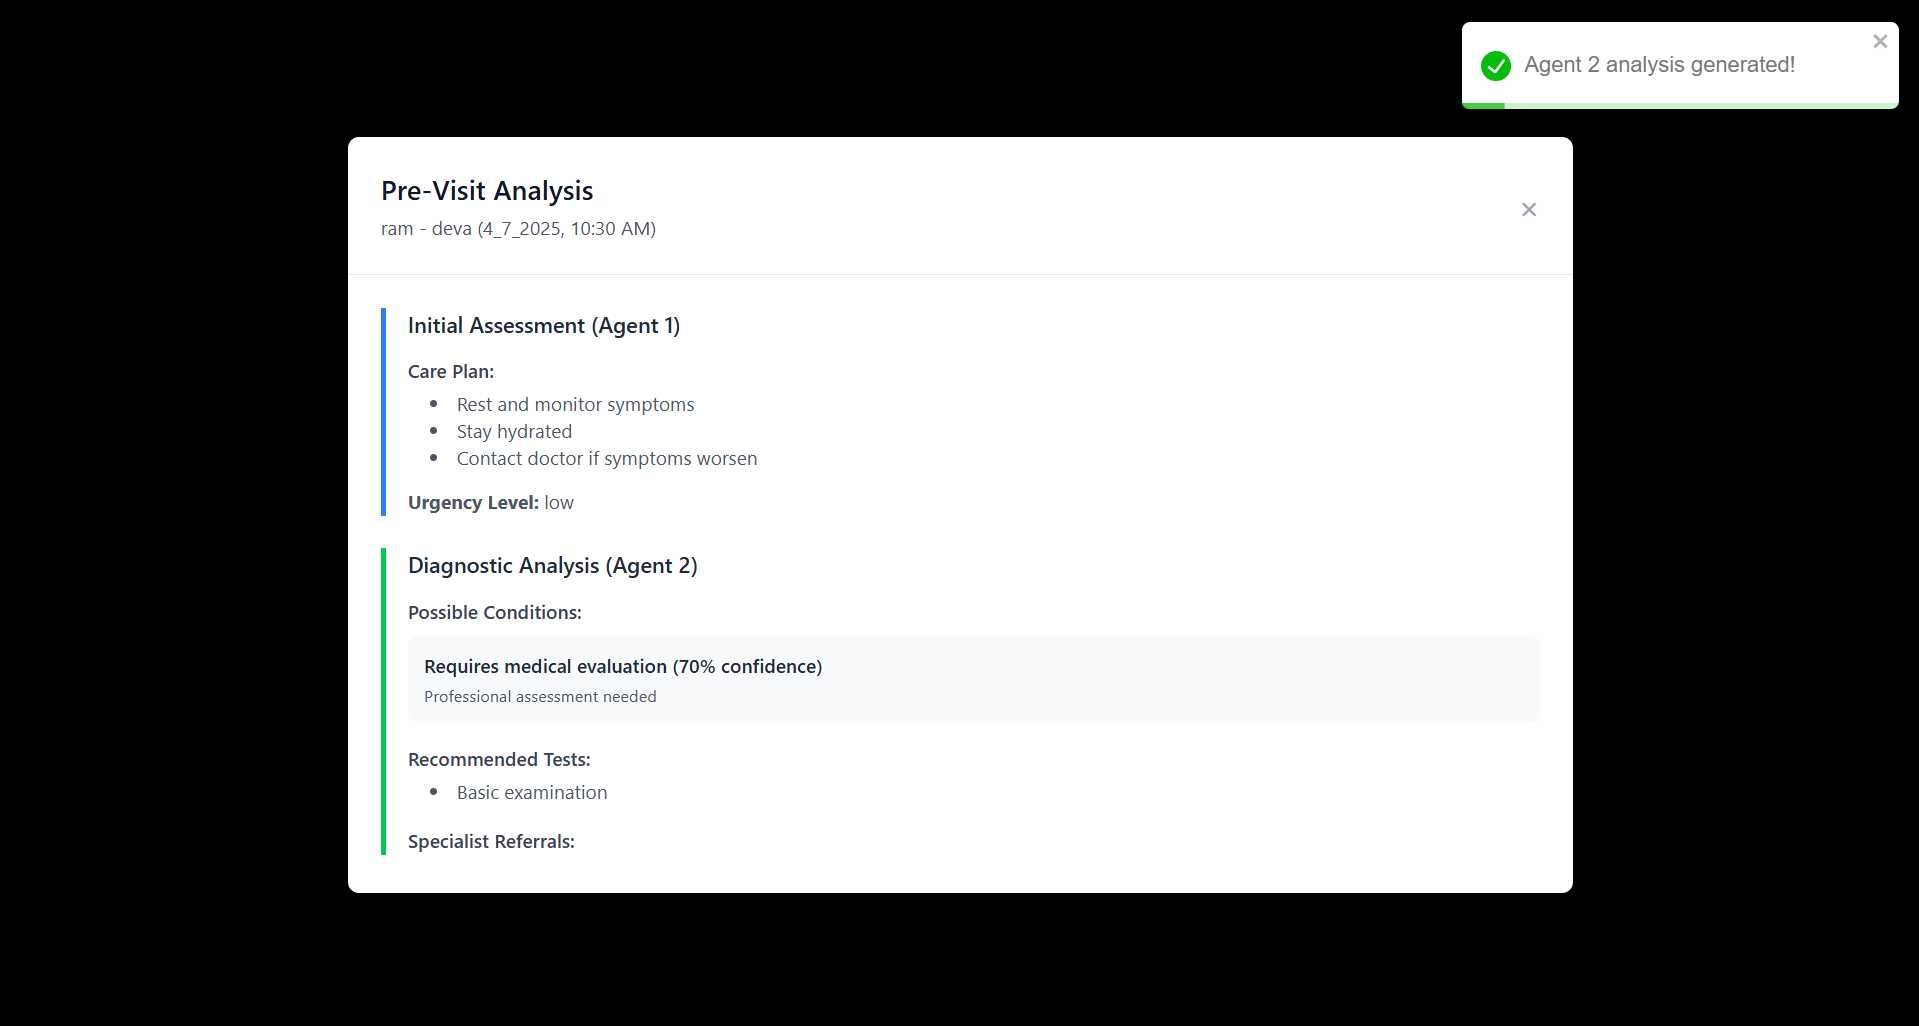 Agent 2 analysis generated!
Pre-Visit Analysis
ram - deva (4_7_2025, 10:30 AM)
Initial Assessment (Agent 1)
Care Plan:
Rest and monitor symptoms
Stay hydrated
Contact doctor if symptoms worsen
Urgency Level: low
Diagnostic Analysis (Agent 2)
Possible Conditions:
Requires medical evaluation (70% confidence)
Professional assessment needed
Recommended Tests:
Basic examination
Specialist Referrals: